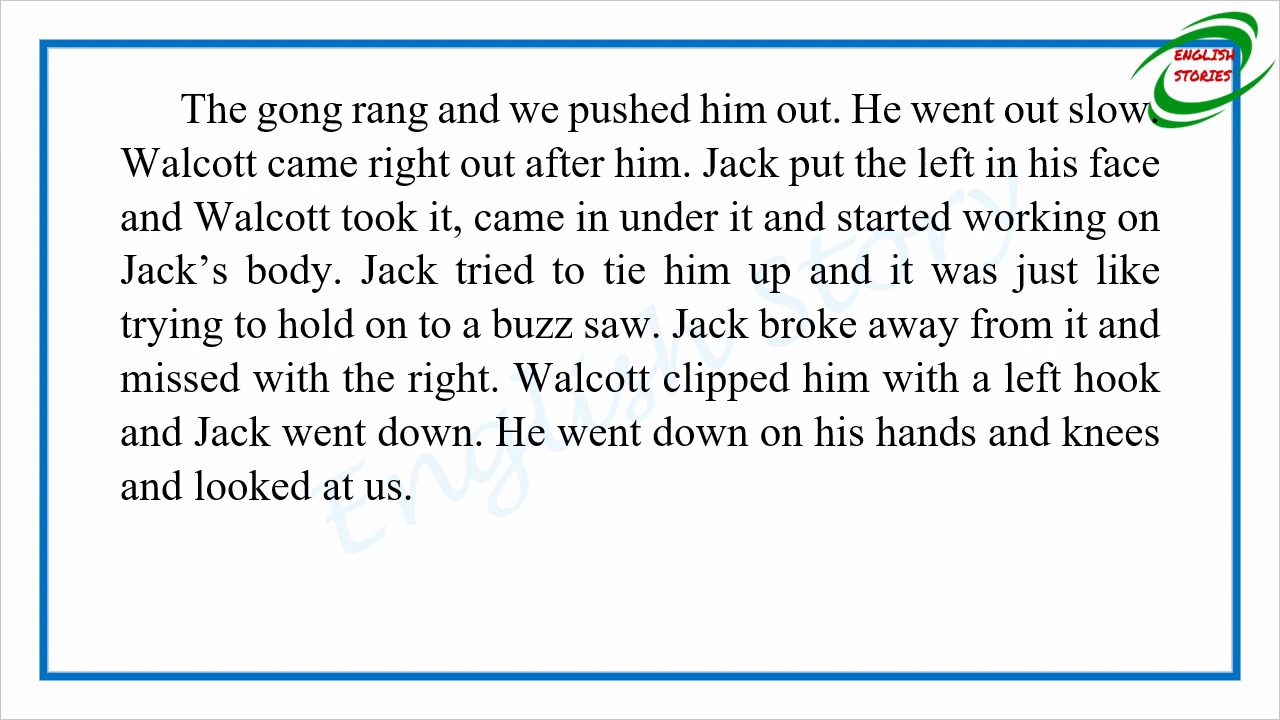 ENGLISH
STORIES
The gong rang and we pushed him out. He went out slow.
Walcott came right out after him. Jack put the left in his face
and Walcott took it, came in under it and started working on
Jack’s body. Jack tried to tie him up and it was just like
trying to hold on to a buzz saw. Jack broke away from it and
missed with the right. Walcott clipped him with a left hook
and Jack went down. He went down on his hands and knees
and looked at us.
English Story